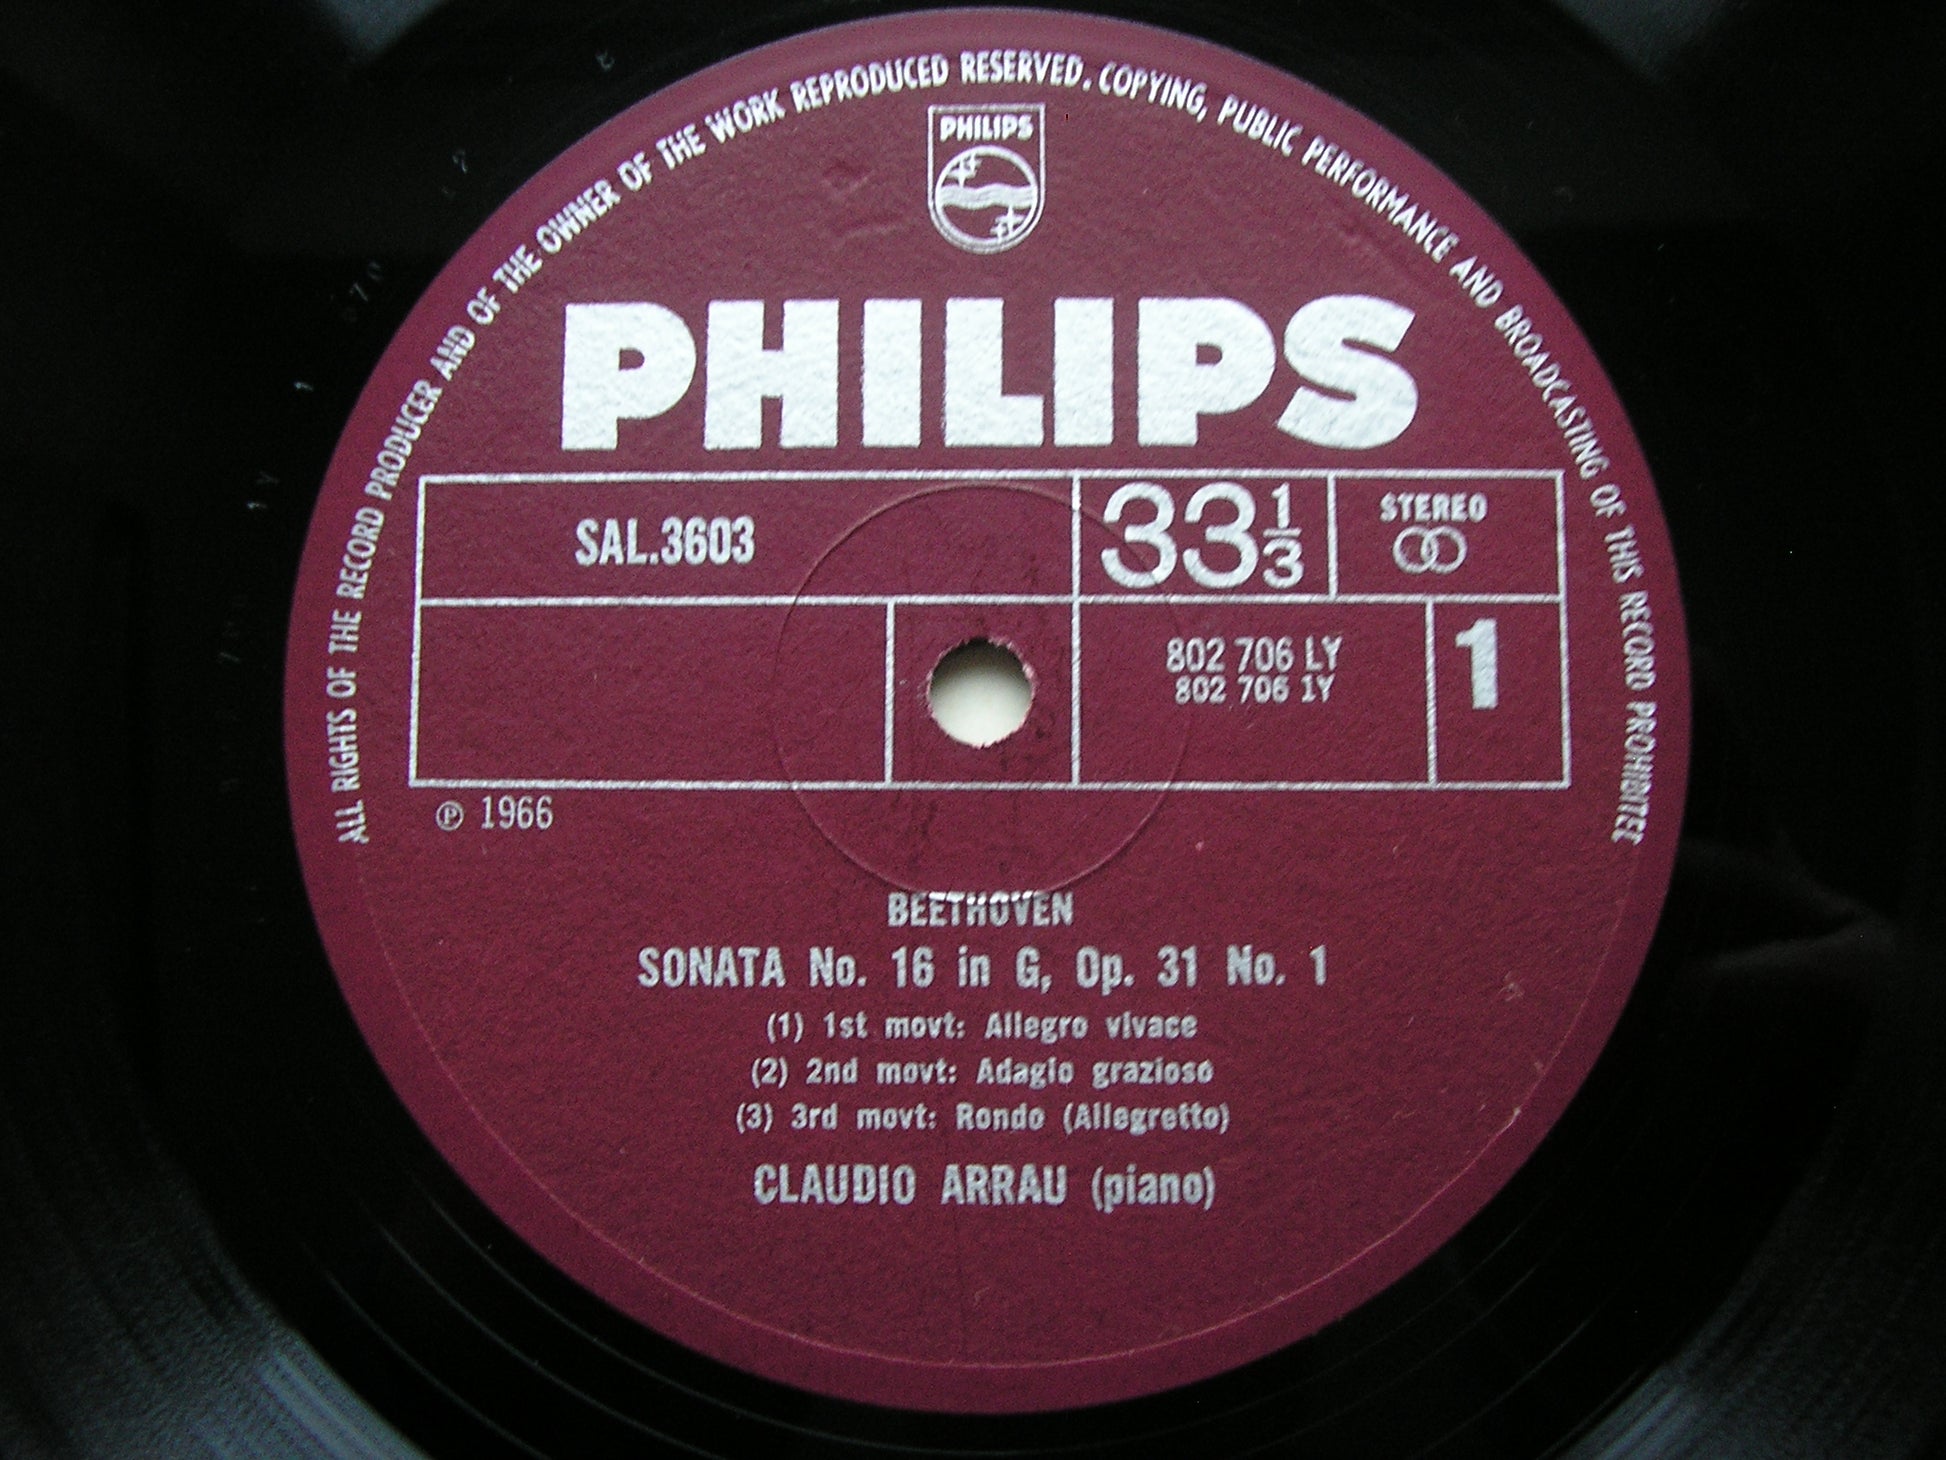 ALL RIGHTS OF THE RECORD PRODUCER AND OF THE OWNER OF THE WORK REPRODUCED RESERVED. COPYING, PUBLIC PERFORMANCE AND BROADCASTING OF THIS RECORD PROHIBITED
PHILIPS
PHILIPS
SAL.3603
33 1/3
STEREO
802 706 LY
802 706 1Y
1
℗ 1966
BEETHOVEN
SONATA No. 16 in G, Op. 31 No. 1
(1) 1st movt: Allegro vivace
(2) 2nd movt: Adagio grazioso
(3) 3rd movt: Rondo (Allegretto)
CLAUDIO ARRAU (piano)